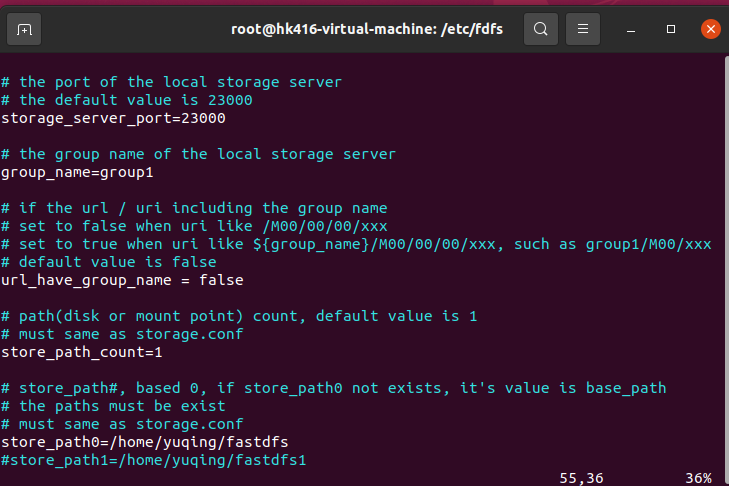 root@hk416-virtual-machine: /etc/fdfs
# the port of the local storage server
# the default value is 23000
storage_server_port=23000
# the group name of the local storage server
group_name=group1
# if the url / uri including the group name
# set to false when uri like /M00/00/00/xxx
# set to true when uri like ${group_name}/M00/00/00/xxx, such as group1/M00/xxx
# default value is false
url_have_group_name = false
# path(disk or mount point) count, default value is 1
# must same as storage.conf
store_path_count=1
# store_path#, based 0, if store_path0 not exists, it's value is base_path
# the paths must be exist
# must same as storage.conf
store_path0=/home/yuqing/fastdfs
#store_path1=/home/yuqing/fastdfs1
55,36 36%